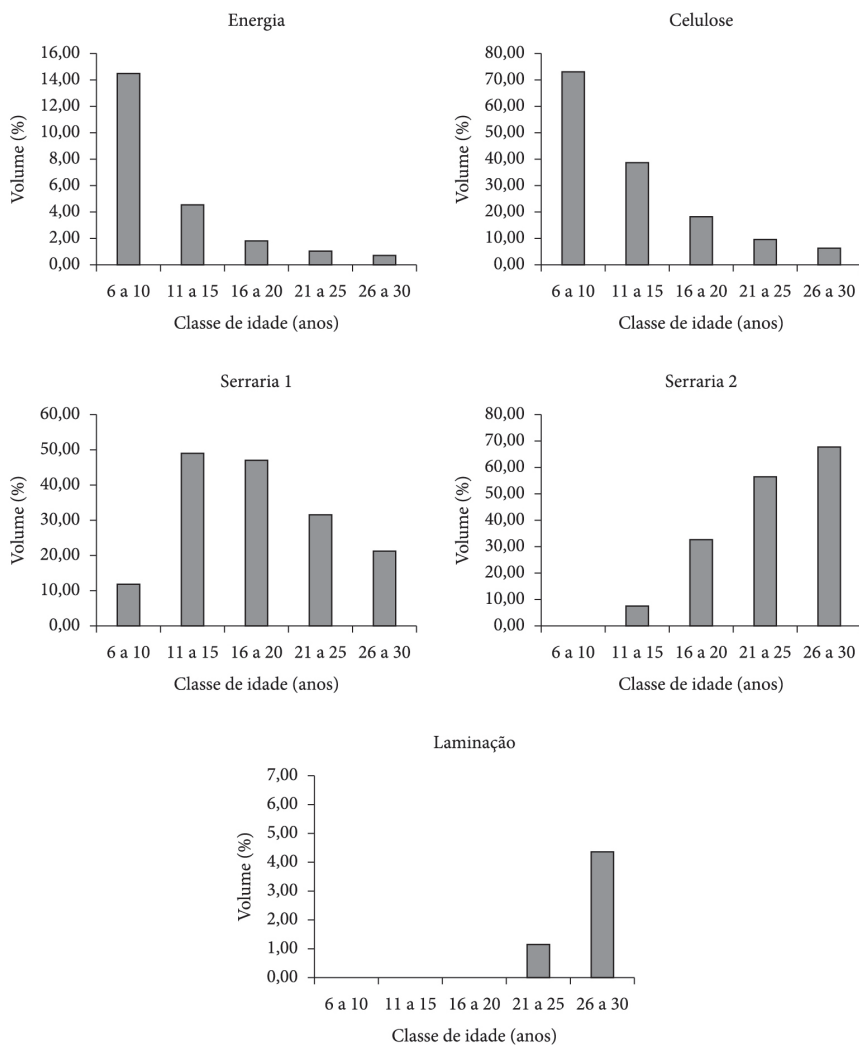 Energia
16,00
14,00
12,00
10,00
8,00
6,00
4,00
2,00
0,00
Volume (%)
6 a 10 11 a 15 16 a 20 21 a 25 26 a 30
Classe de idade (anos)
Celulose
80,00
70,00
60,00
50,00
40,00
30,00
20,00
10,00
0,00
Volume (%)
6 a 10 11 a 15 16 a 20 21 a 25 26 a 30
Classe de idade (anos)
Serraria 1
60,00
50,00
40,00
30,00
20,00
10,00
0,00
Volume (%)
6 a 10 11 a 15 16 a 20 21 a 25 26 a 30
Classe de idade (anos)
Serraria 2
80,00
70,00
60,00
50,00
40,00
30,00
20,00
10,00
0,00
Volume (%)
6 a 10 11 a 15 16 a 20 21 a 25 26 a 30
Classe de idade (anos)
Laminação
7,00
6,00
5,00
4,00
3,00
2,00
1,00
0,00
Volume (%)
6 a 10 11 a 15 16 a 20 21 a 25 26 a 30
Classe de idade (anos)